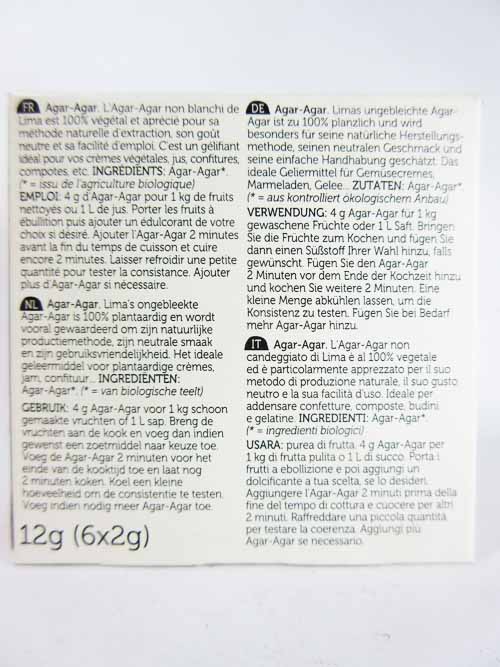 FR Agar-Agar. L'Agar-Agar non blanchi de
Lima est 100% végétal et aprécié pour sa
méthode naturelle d'extraction, son goût
neutre et sa facilité d'emploi. C'est un gélifiant
idéal pour vos crèmes végétales, jus, confitures,
compotes, etc. INGRÉDIENTS: Agar-Agar*.
(* = issu de l'agriculture biologique)
EMPLOI: 4 g d'Agar-Agar pour 1 kg de fruits
nettoyés ou 1 L de jus. Porter les fruits à
ébullition et puis ajouter un édulcorant de votre
choix si désiré. Ajouter l'Agar-Agar 2 minutes
avant la fin du temps de cuisson et cuire
encore 2 minutes. Laisser refroidir une petite
quantité pour tester la consistance. Ajouter
plus d'Agar-Agar si nécessaire.
NL Agar-Agar. Lima's ongebleekte
Agar-Agar is 100% plantaardig en wordt
vooral gewaardeerd om zijn natuurlijke
productiemethode, zijn neutrale smaak
en zijn gebruiksvriendelijkheid. Het ideale
geleermiddel voor plantaardige crèmes,
jam, confituur... INGREDIËNTEN:
Agar-Agar*. (* = van biologische teelt)
GEBRUIK: 4 g Agar-Agar voor 1 kg schoon
gemaakte vruchten of 1 L sap. Breng de
vruchten aan de kook en voeg dan indien
gewenst een zoetmiddel naar keuze toe.
Voeg de Agar-Agar 2 minuten voor het
einde van de kooktijd toe en laat nog
2 minuten koken. Koel een kleine
hoeveelheid om de consistentie te testen.
Voeg indien nodig meer Agar-Agar toe.
12g (6x2g)
DE Agar-Agar. Limas ungebleichte Agar-
Agar ist zu 100% planzlich und wird
besonders für seine natürliche Herstellungs-
methode, seinen neutralen Geschmack und
seine einfache Handhabung geschätzt. Das
ideale Geliermittel für Gemüsecremes,
Marmeladen, Gelee... ZUTATEN: Agar-Agar*.
(* = aus kontrolliert ökologischem Anbau)
VERWENDUNG: 4 g Agar-Agar für 1 kg
gewaschene Früchte oder 1 L Saft. Bringen
Sie die Früchte zum Kochen und fügen Sie
dann einen Süßstoff Ihrer Wahl hinzu, falls
gewünscht. Fügen Sie den Agar-Agar
2 Minuten vor dem Ender der Kochzeit hinzu
und kochen Sie weitere 2 Minuten. Eine
kleine Menge abkühlen lassen, um die
Konsistenz zu testen. Fügen Sie bei Bedarf
mehr Agar-Agar hinzu.
IT Agar-Agar. L'Agar-Agar non
candeggiato di Lima è al 100% vegetale
ed è particolarmente apprezzato per il suo
metodo di produzione naturale, il suo gusto
neutro e la sua facilità d'uso. Ideale per
addensare confetture, composte, budini
e gelatine. INGREDIENTI: Agar-Agar*
(* = ingredienti biologici)
USARA: purea di frutta. 4 g Agar-Agar per
1 kg di frutta pulita o 1 L di succo. Porta i
frutti a ebollizione e poi aggiungi un
dolcificante a tua scelta, se lo desideri.
Aggiungere l'Agar-Agar 2 minuti prima della
fine del tempo di cottura e cuocere per altri
2 minuti. Raffreddare una piccola quantità
per testare la coerenza. Aggiungi più
Agar-Agar se necessario.